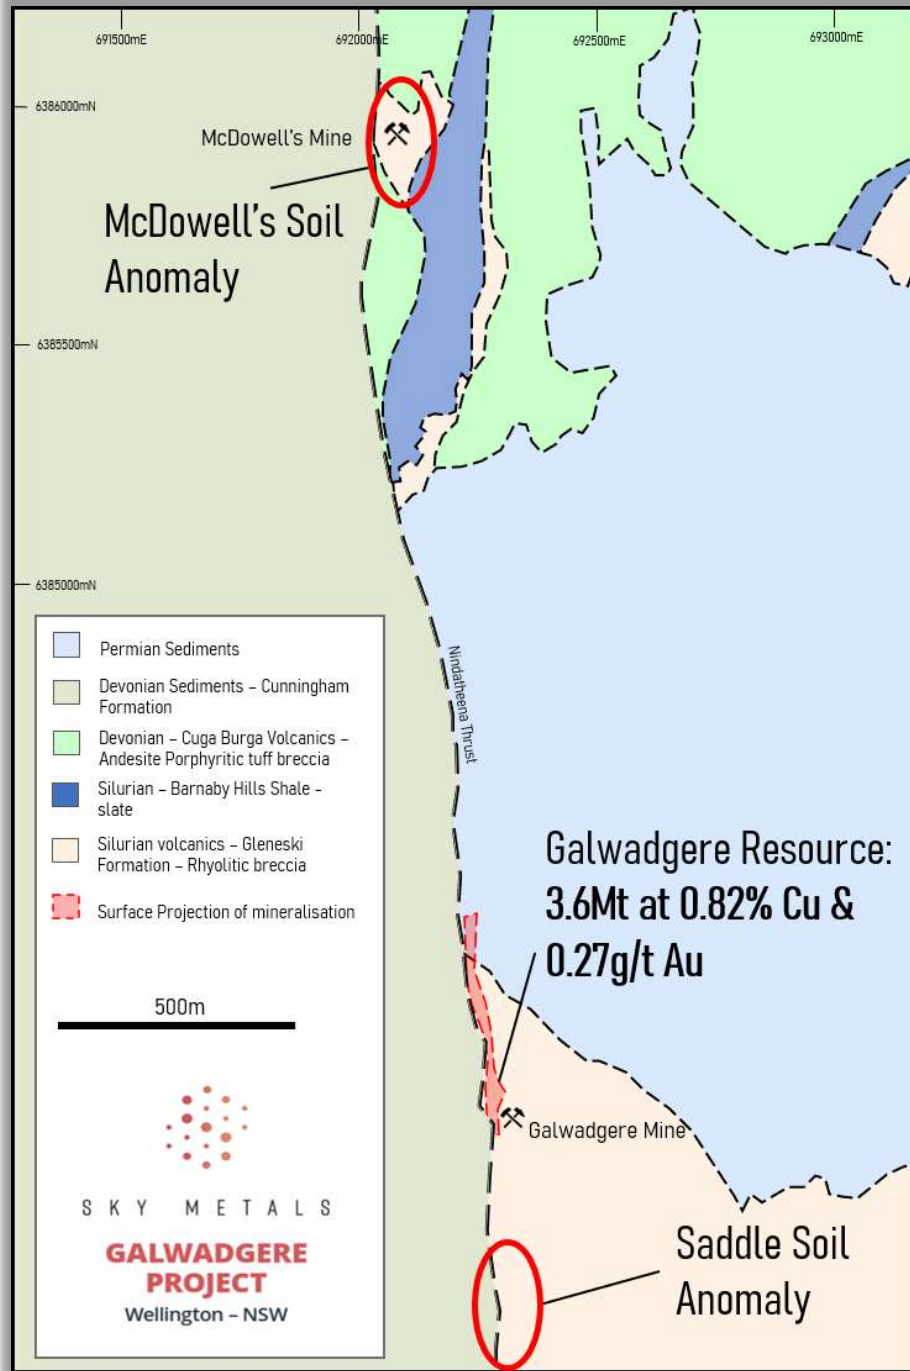 691500mE
692000mE
692500mE
693000mE
6386000mN
McDowell's Mine
McDowell's Soil
Anomaly
6385500mN
6385000mN
Nindatheena Thrust
Permian Sediments
Devonian Sediments – Cunningham
Formation
Devonian – Cuga Burga Volcanics –
Andesite Porphyritic tuff breccia
Silurian – Barnaby Hills Shale -
slate
Silurian volcanics – Gleneski
Formation – Rhyolitic breccia
Surface Projection of mineralisation
500m
SKY METALS
GALWADGERE
PROJECT
Wellington – NSW
Galwadgere Resource:
3.6Mt at 0.82% Cu &
0.27g/t Au
Galwadgere Mine
Saddle Soil
Anomaly